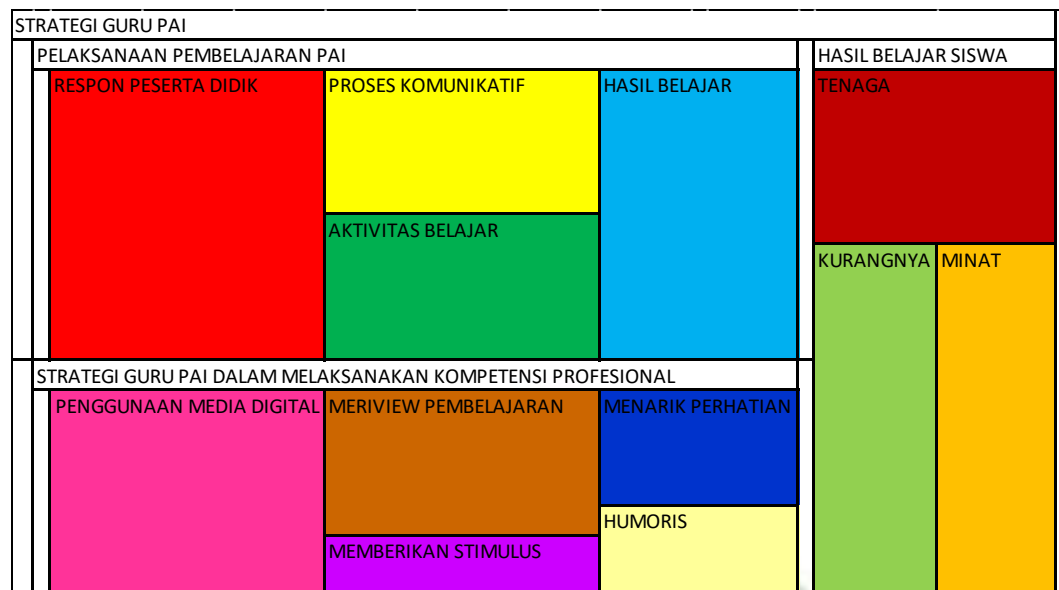 STRATEGI GURU PAI
PELAKSANAAN PEMBELAJARAN PAI
HASIL BELAJAR SISWA
RESPON PESERTA DIDIK
PROSES KOMUNIKATIF
HASIL BELAJAR
TENAGA
AKTIVITAS BELAJAR
KURANGNYA
MINAT
STRATEGI GURU PAI DALAM MELAKSANAKAN KOMPETENSI PROFESIONAL
PENGGUNAAN MEDIA DIGITAL
MERIVIEW PEMBELAJARAN
MENARIK PERHATIAN
HUMORIS
MEMBERIKAN STIMULUS